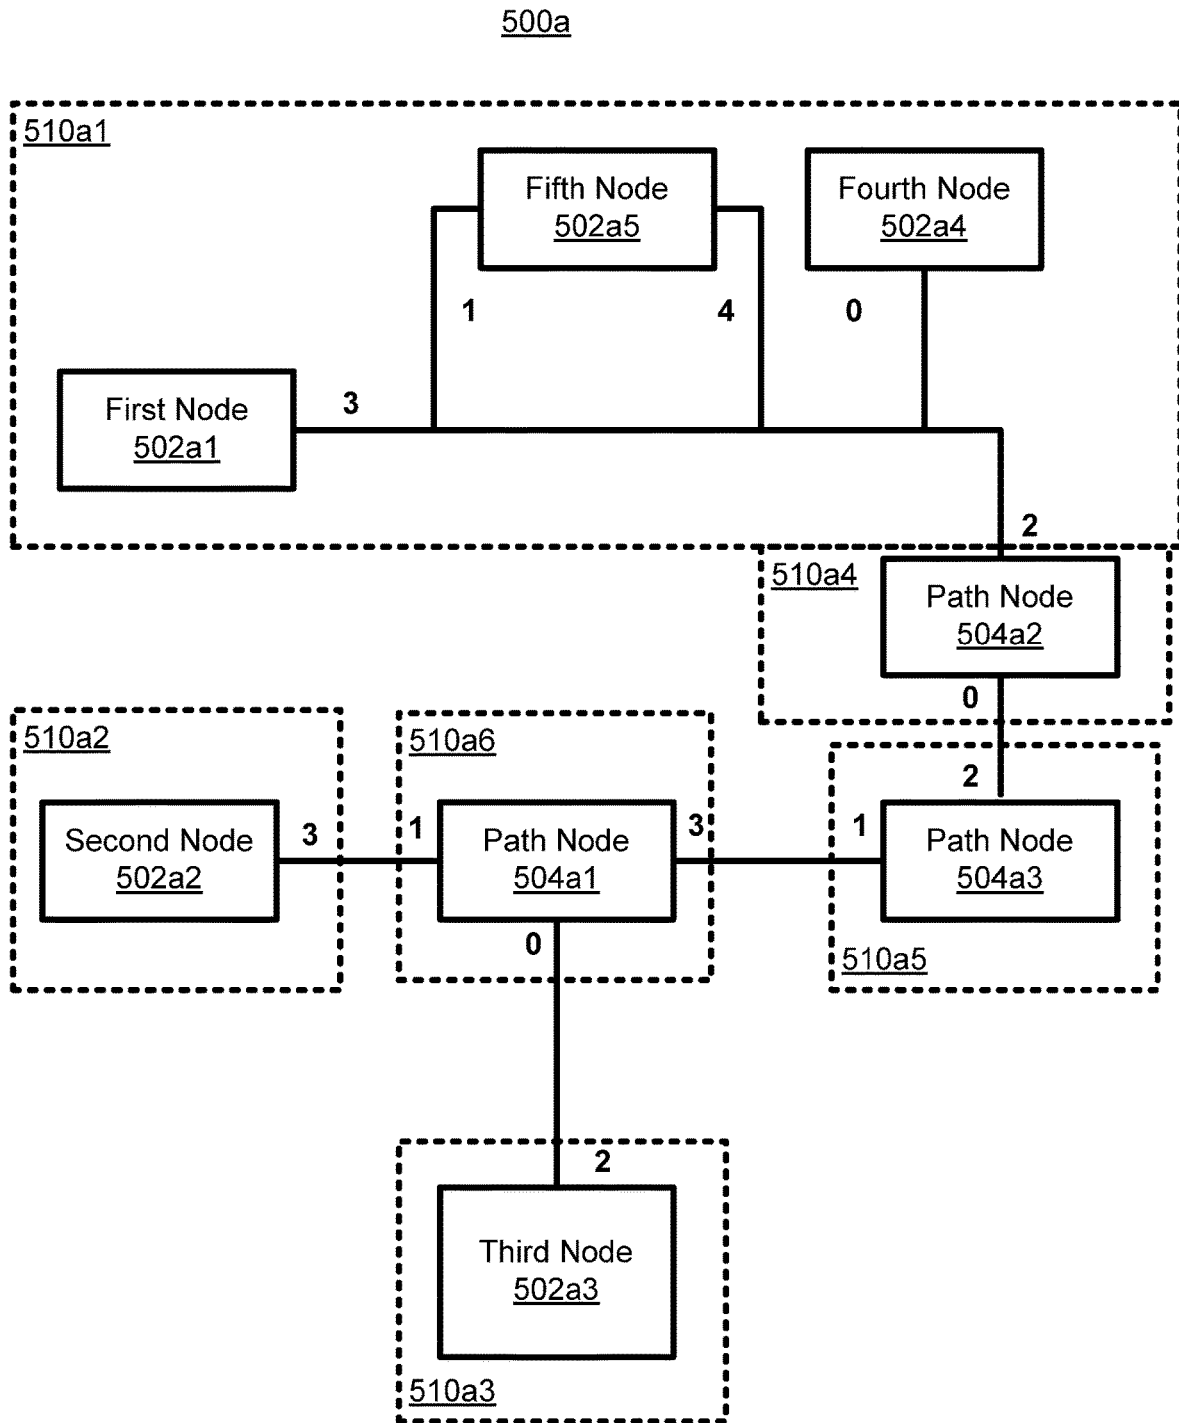 500a
510a1
Fifth Node
502a5
Fourth Node
502a4
1
4
0
First Node
502a1
3
2
510a4
Path Node
504a2
0
510a2
510a6
2
Second Node
502a2
3
1
Path Node
504a1
3
1
Path Node
504a3
0
510a5
2
Third Node
502a3
510a3